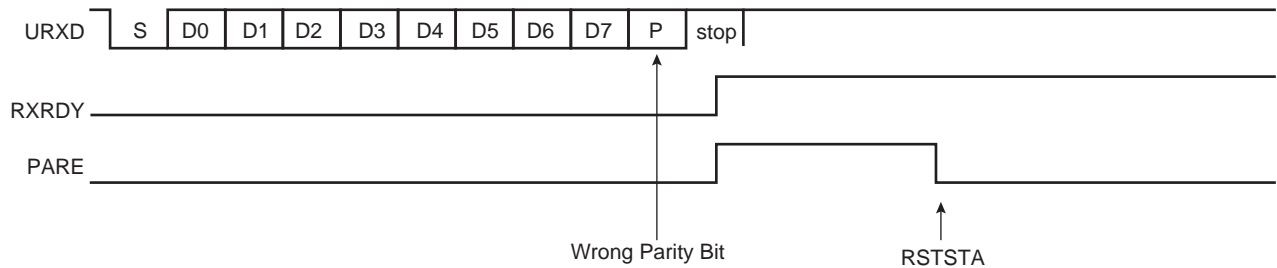 URXD S D0 D1 D2 D3 D4 D5 D6 D7 P stop
RXRDY
PARE
Wrong Parity Bit
RSTSTA